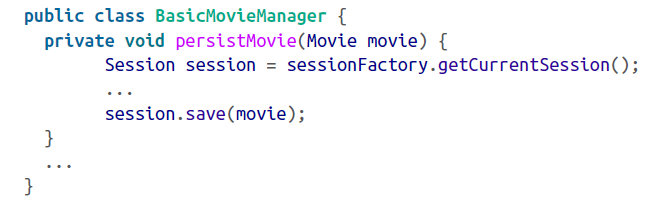 public class BasicMovieManager {
private void persistMovie(Movie movie) {
Session session = sessionFactory.getCurrentSession();
...
session.save(movie);
}
...
}